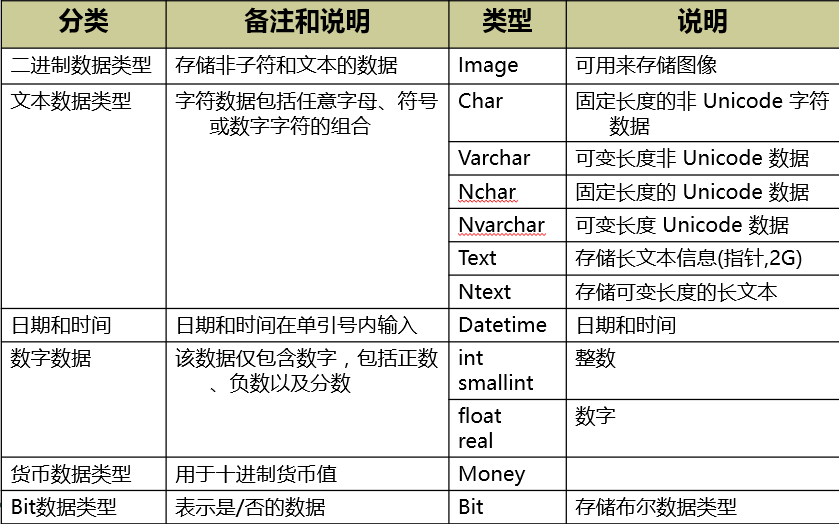 分类 备注和说明 类型 说明
二进制数据类型 存储非子符和文本的数据 Image 可用来存储图像
文本数据类型 字符数据包括任意字母、符号 Char 固定长度的非 Unicode 字符
或数字字符的组合 数据
Varchar 可变长度非 Unicode 数据
Nchar 固定长度的 Unicode 数据
Nvarchar 可变长度 Unicode 数据
Text 存储长文本信息(指针,2G)
Ntext 存储可变长度的长文本
日期和时间 日期和时间在单引号内输入 Datetime 日期和时间
数字数据 该数据仅包含数字，包括正数 int 整数
、负数以及分数 smallint
float 数字
real
货币数据类型 用于十进制货币值 Money
Bit数据类型 表示是/否的数据 Bit 存储布尔数据类型